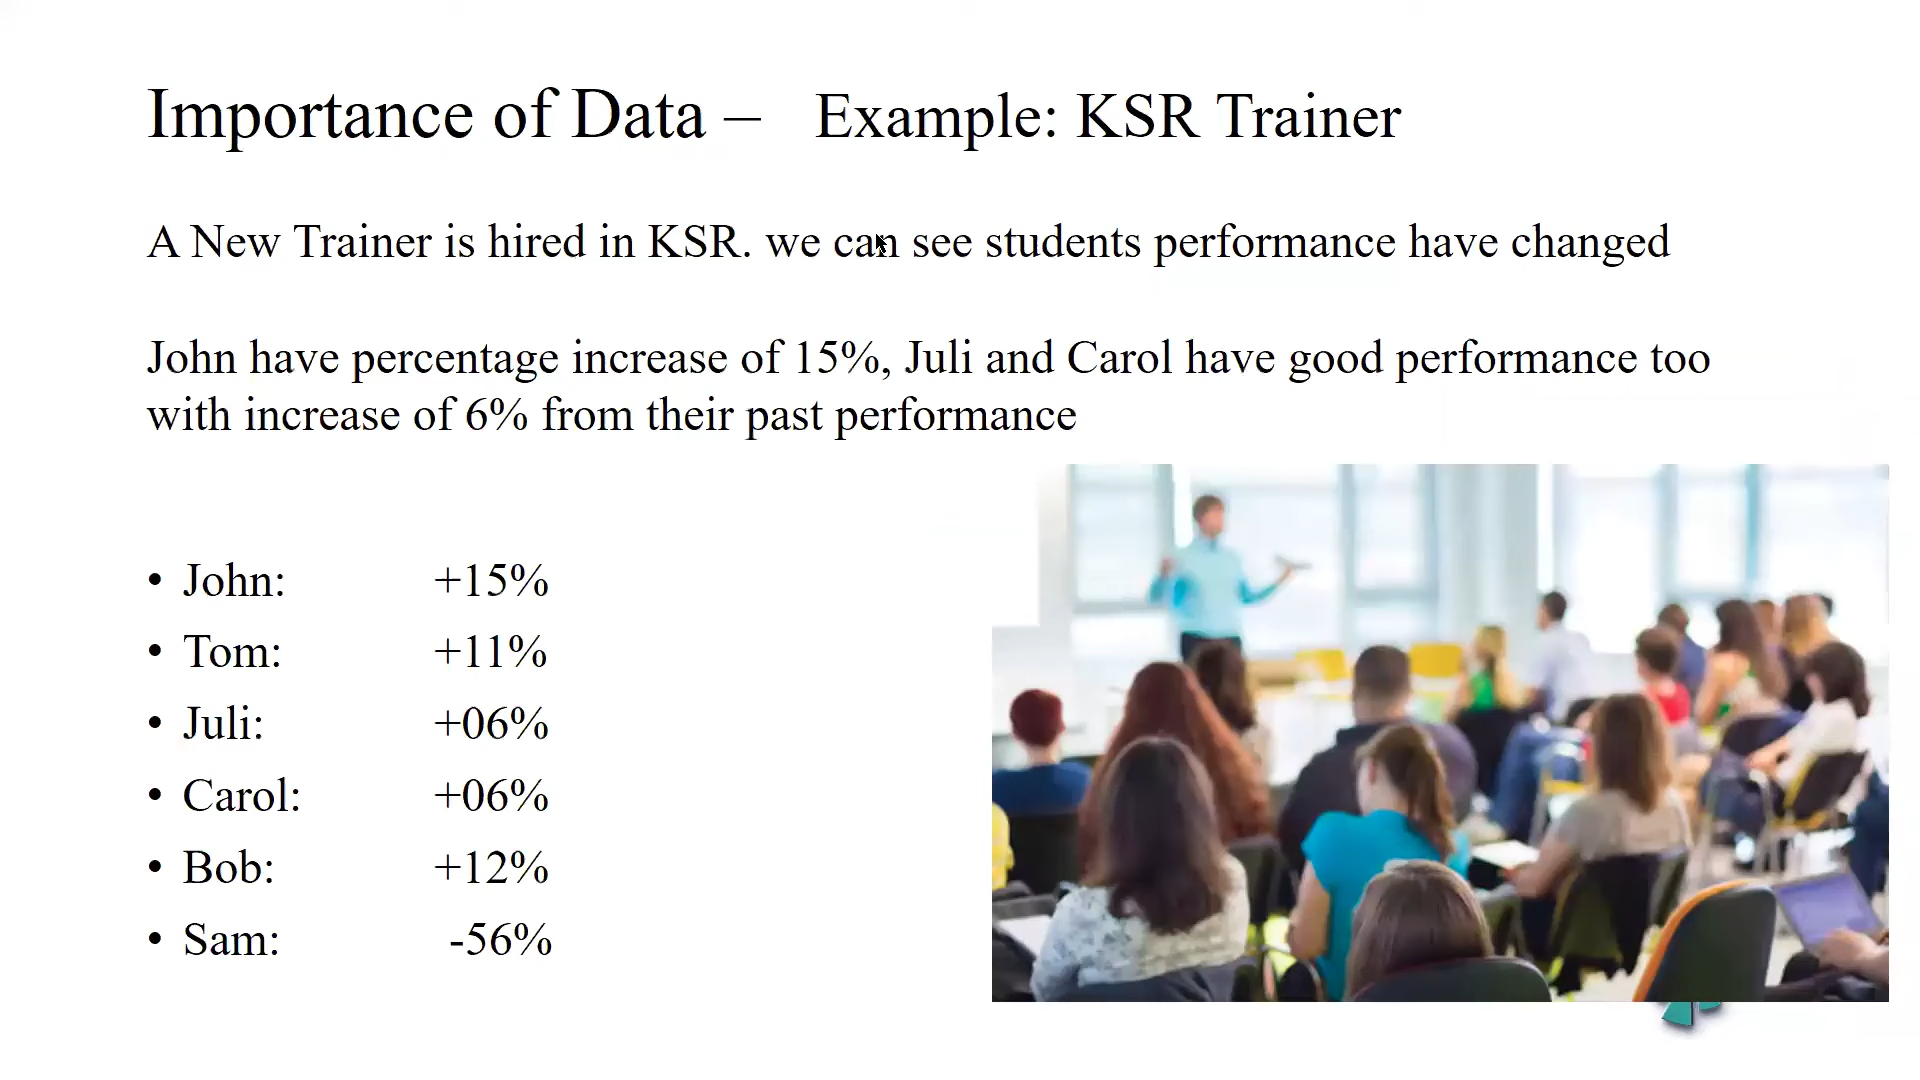 Importance of Data – Example: KSR Trainer
A New Trainer is hired in KSR. we can see students performance have changed
John have percentage increase of 15%, Juli and Carol have good performance too
with increase of 6% from their past performance
• John: +15%
• Tom: +11%
• Juli: +06%
• Carol: +06%
• Bob: +12%
• Sam: -56%